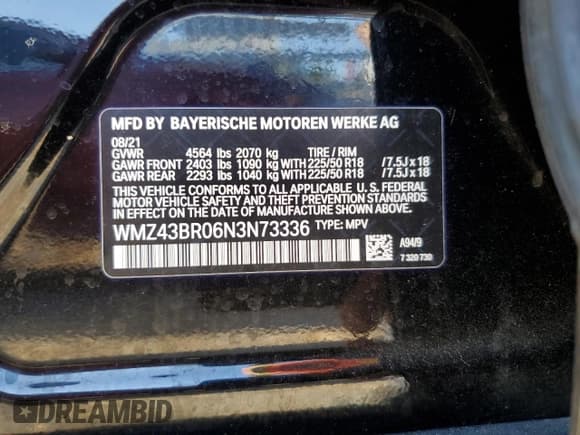 MFD BY BAYERISCHE MOTOREN WERKE AG
08/21
GVWR 4564 lbs 2070 kg TIRE / RIM
GAWR FRONT 2403 lbs 1090 kg WITH 225/50 R18 /7.5J x 18
GAWR REAR 2293 lbs 1040 kg WITH 225/50 R18 /7.5J x 18
THIS VEHICLE CONFORMS TO ALL APPLICABLE U. S. FEDERAL
MOTOR VEHICLE SAFETY AND THEFT PREVENTION STANDARDS
IN EFFECT ON THE DATE OF MANUFACTURE SHOWN ABOVE.
WMZ43BR06N3N73336 TYPE: MPV
A94/9
7 320 730
DREAMBID